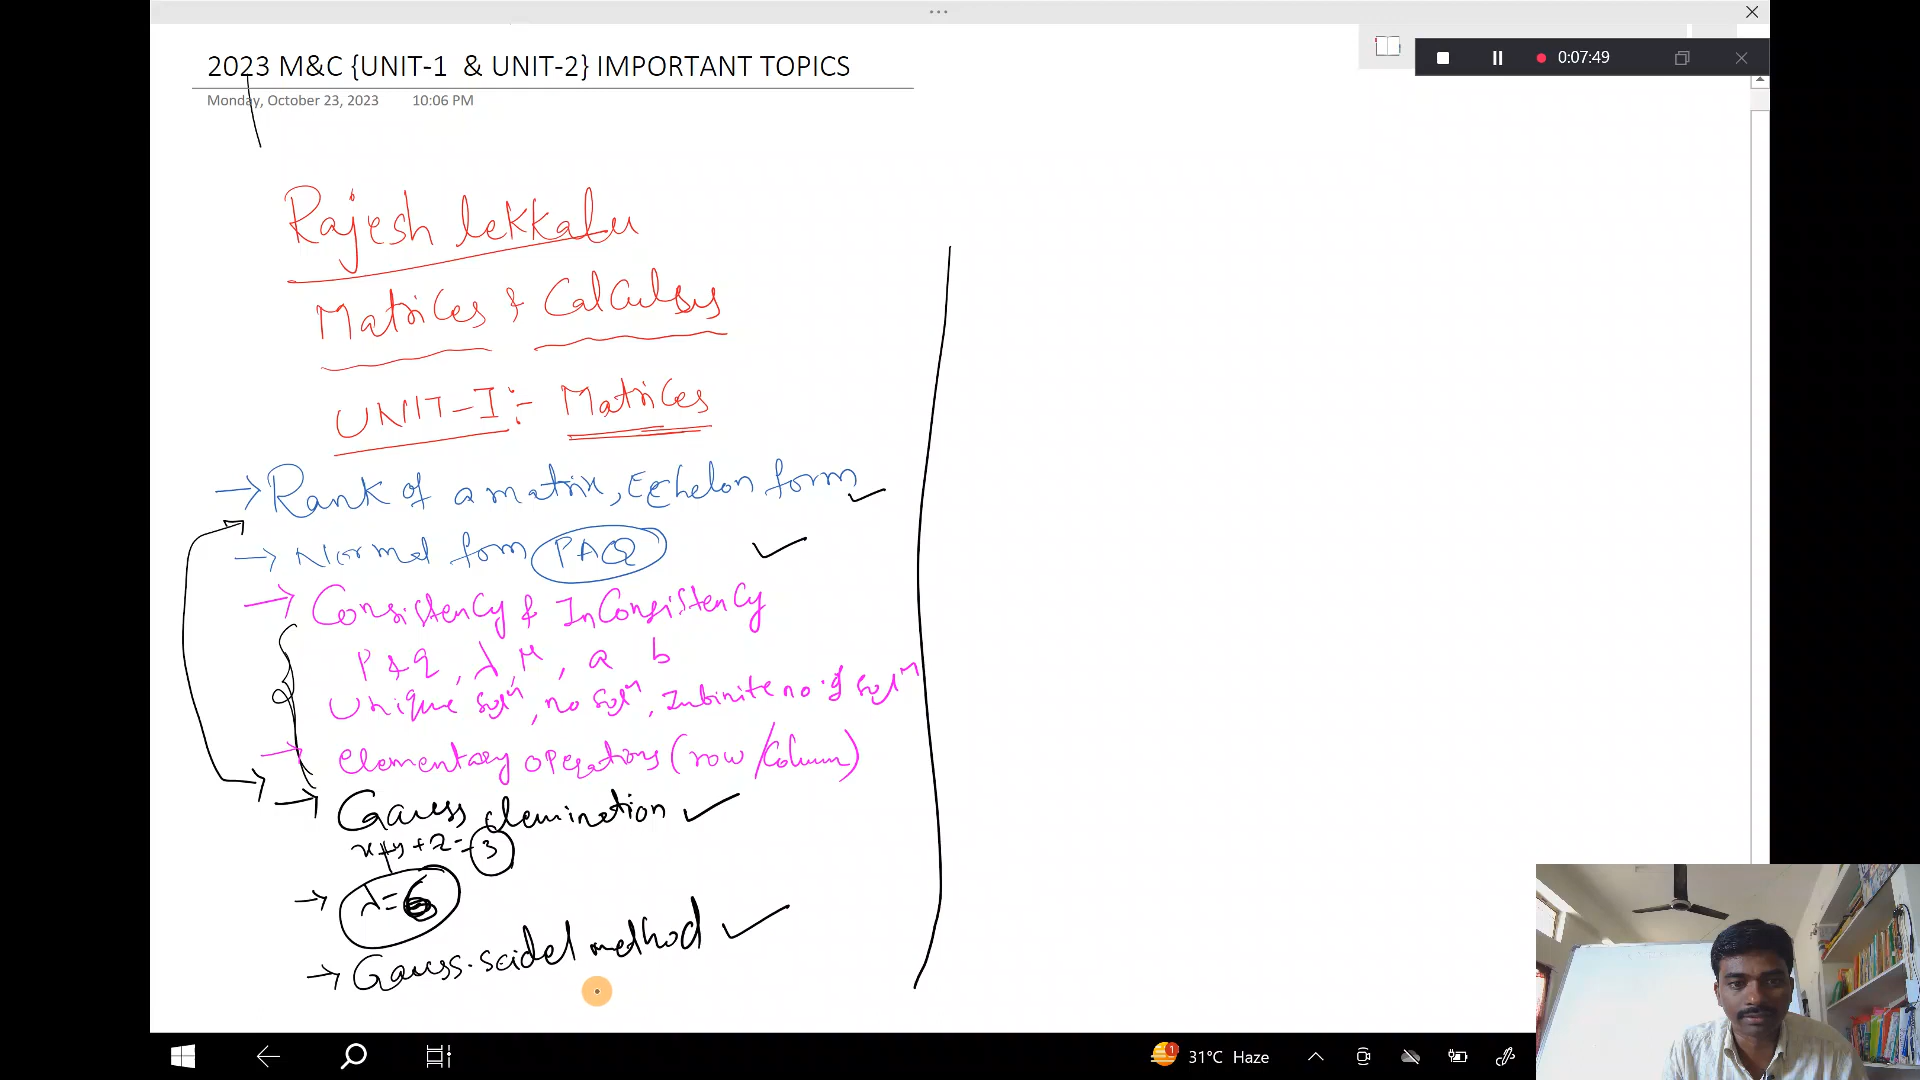 0:07:49
2023 M&C {UNIT-1 & UNIT-2} IMPORTANT TOPICS
Monday, October 23, 2023 10:06 PM
Rajesh lekkalu
Matrices & Calculus
UNIT-I:- Matrices
→ Rank of a matrix, Echelon form ✓
→ Normal form PAQ ✓
→ Consistency & InConsistency
P & q, λ μ, a b
Unique solⁿ, no solⁿ, Infinite no. of solⁿ
→ elementary operations (row/Column)
→ Gauss elemination ✓
x+y+z=3
→ λ=6
→ Gauss-seidel method ✓
1
31°C Haze